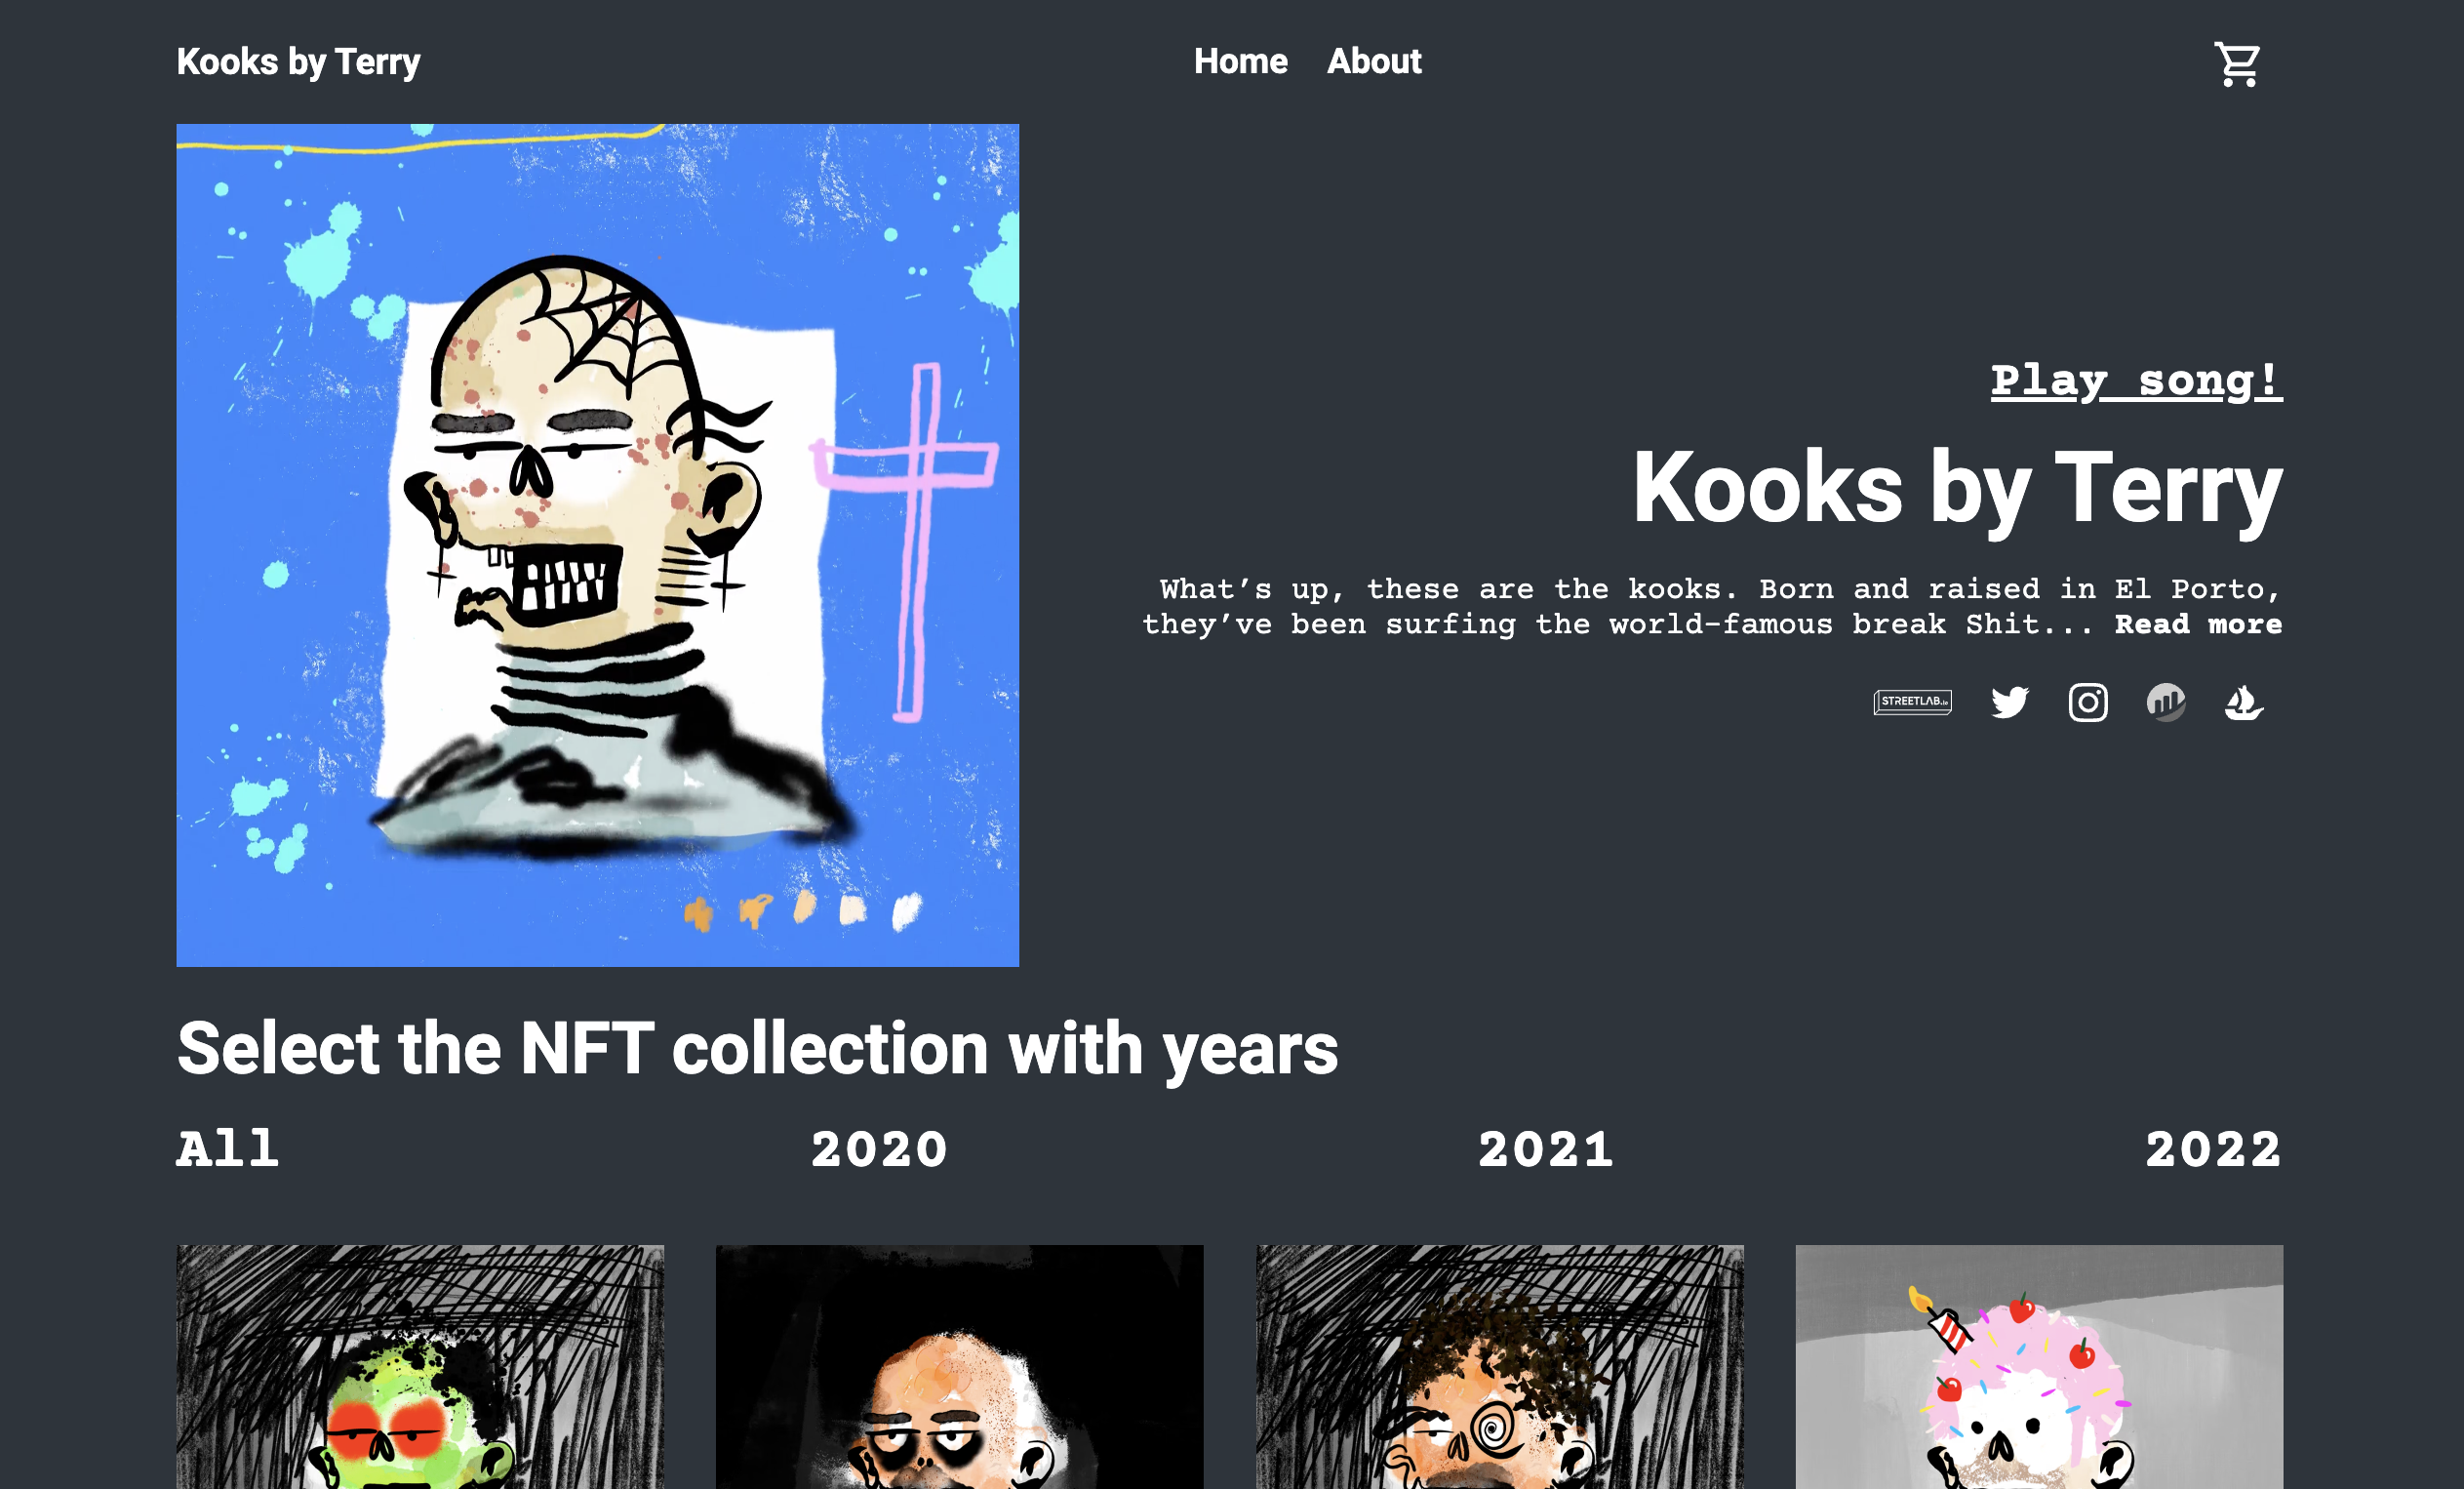 Kooks by Terry
Home
About
Play song!
Kooks by Terry
What’s up, these are the kooks. Born and raised in El Porto,
they’ve been surfing the world-famous break Shit... Read more
STREETLAB.io
Select the NFT collection with years
All
2020
2021
2022